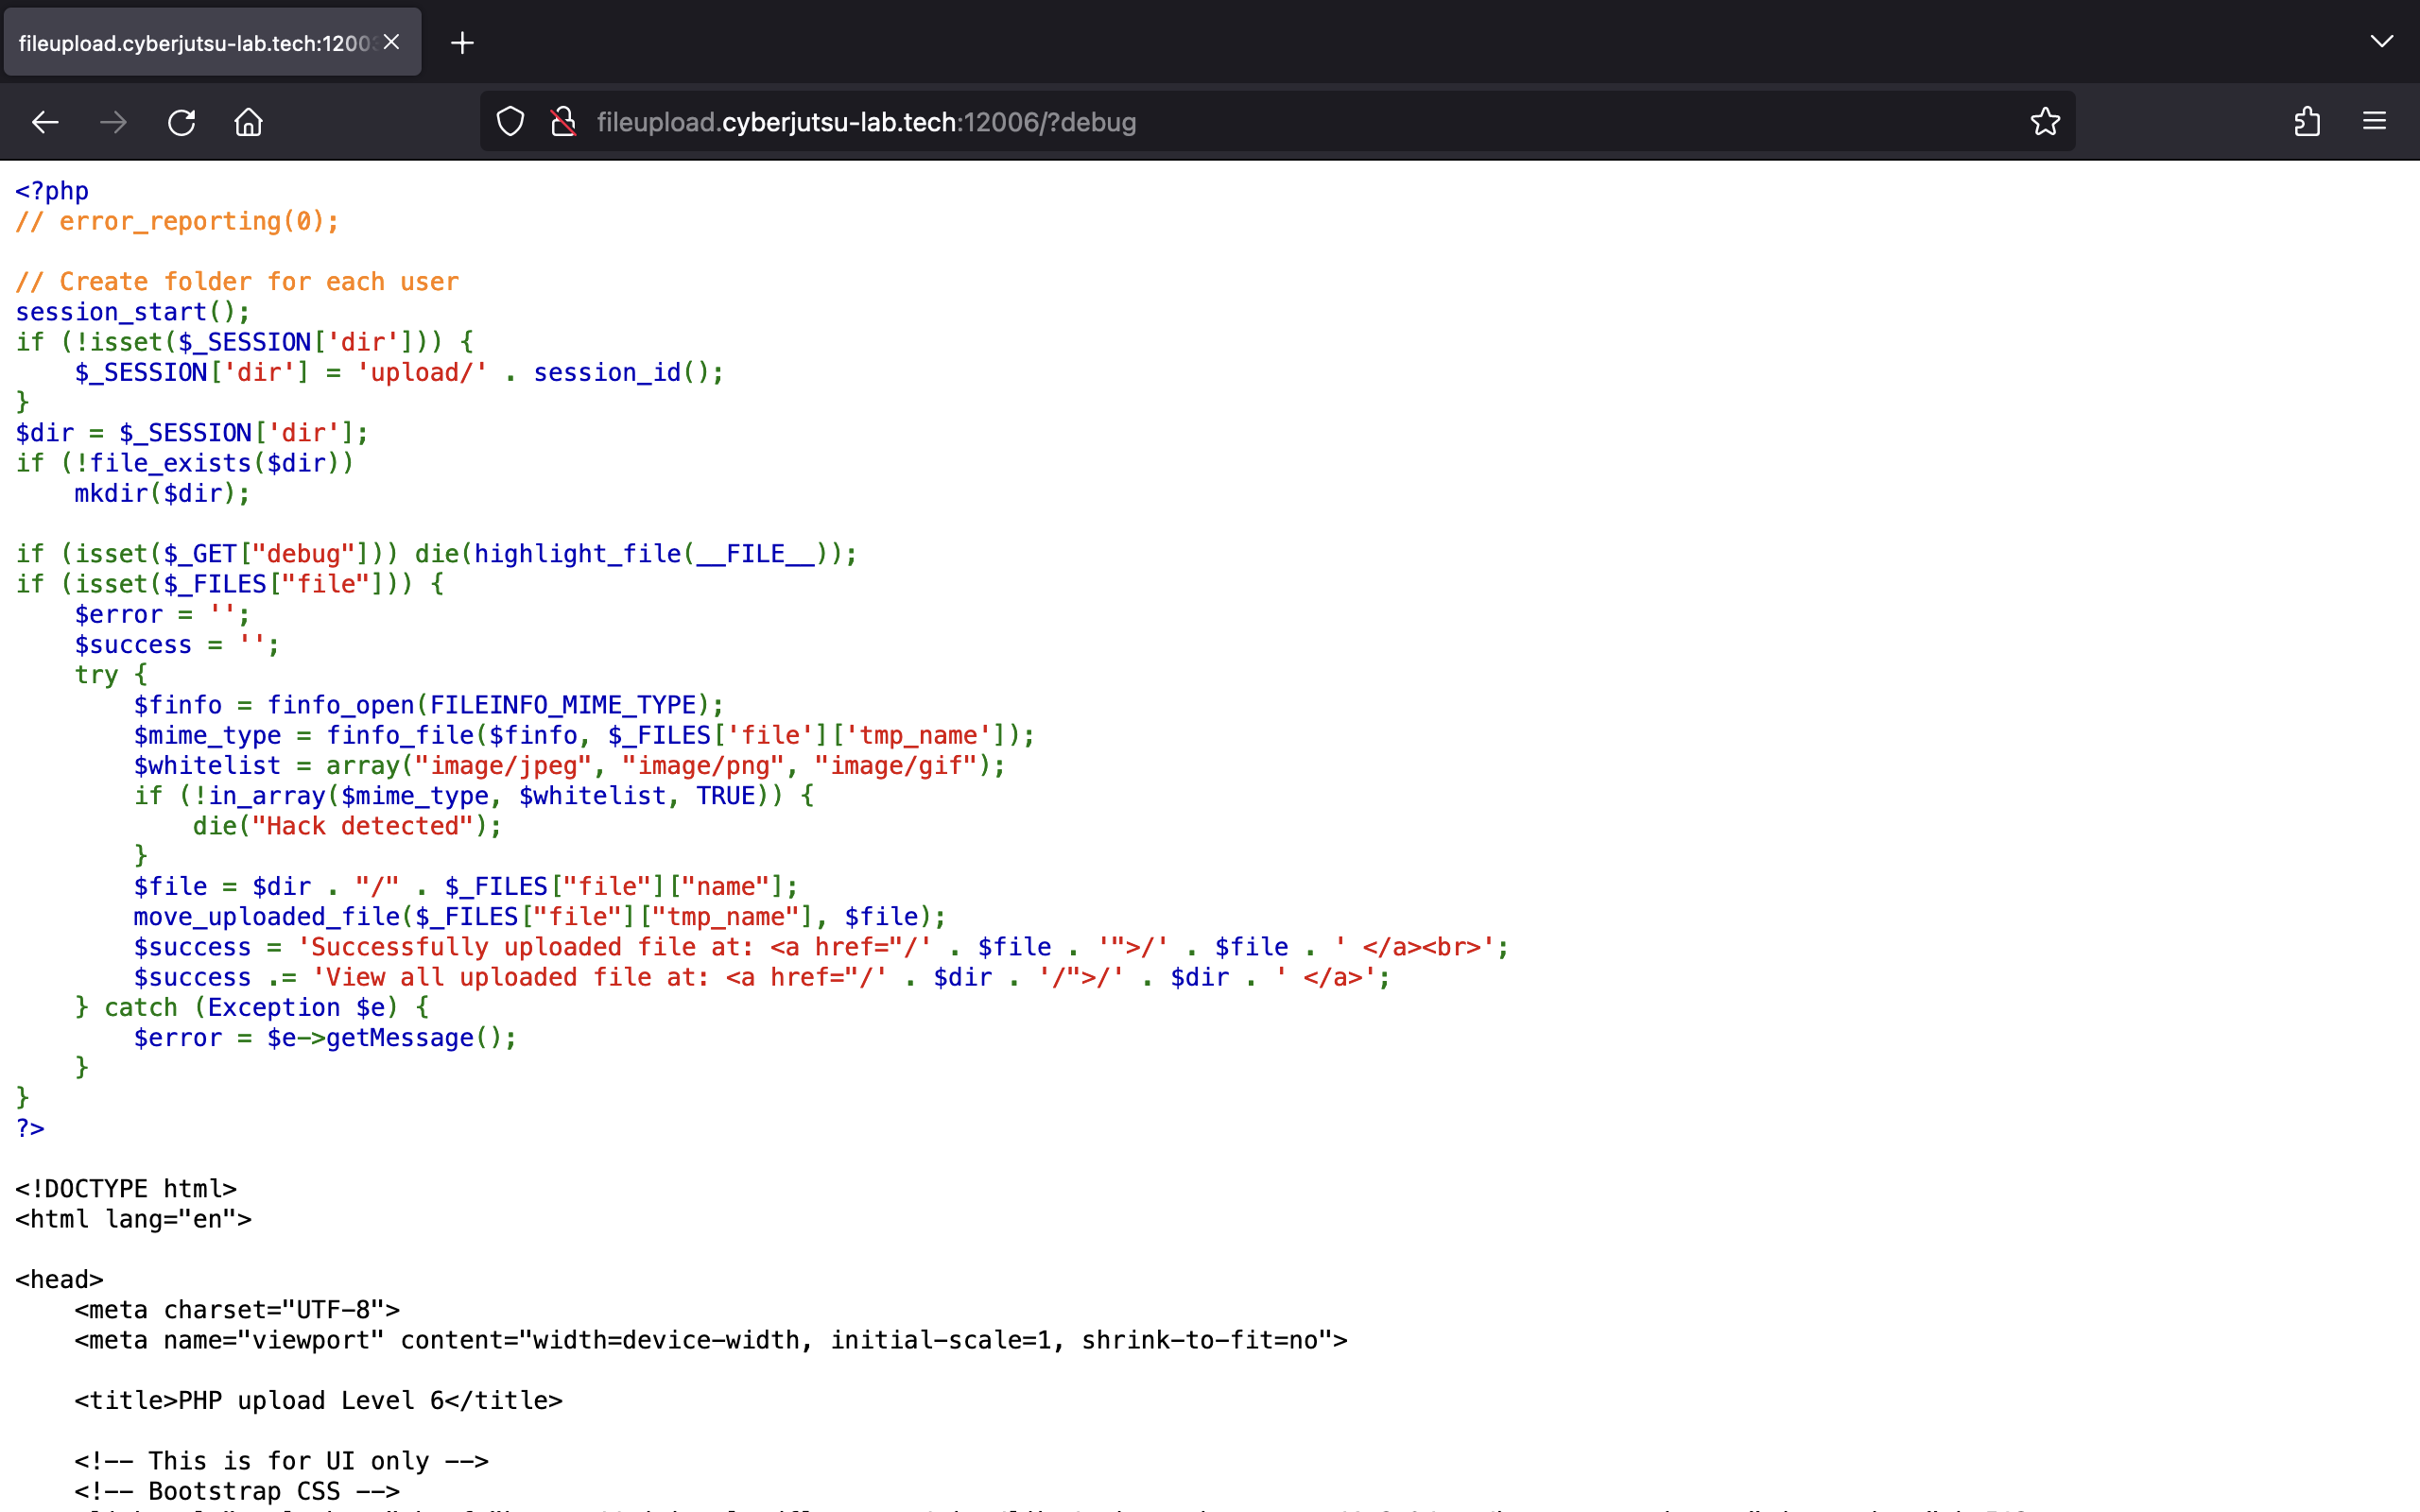 fileupload.cyberjutsu-lab.tech:1200
fileupload.cyberjutsu-lab.tech:12006/?debug
<?php
// error_reporting(0);

// Create folder for each user
session_start();
if (!isset($_SESSION['dir'])) {
    $_SESSION['dir'] = 'upload/' . session_id();
}
$dir = $_SESSION['dir'];
if (!file_exists($dir))
    mkdir($dir);

if (isset($_GET["debug"])) die(highlight_file(__FILE__));
if (isset($_FILES["file"])) {
    $error = '';
    $success = '';
    try {
        $finfo = finfo_open(FILEINFO_MIME_TYPE);
        $mime_type = finfo_file($finfo, $_FILES['file']['tmp_name']);
        $whitelist = array("image/jpeg", "image/png", "image/gif");
        if (!in_array($mime_type, $whitelist, TRUE)) {
            die("Hack detected");
        }
        $file = $dir . "/" . $_FILES["file"]["name"];
        move_uploaded_file($_FILES["file"]["tmp_name"], $file);
        $success = 'Successfully uploaded file at: <a href="/' . $file . '">/' . $file . ' </a><br>';
        $success .= 'View all uploaded file at: <a href="/' . $dir . '/">/' . $dir . ' </a>';
    } catch (Exception $e) {
        $error = $e->getMessage();
    }
}
?>

<!DOCTYPE html>
<html lang="en">

<head>
    <meta charset="UTF-8">
    <meta name="viewport" content="width=device-width, initial-scale=1, shrink-to-fit=no">

    <title>PHP upload Level 6</title>

    <!-- This is for UI only -->
    <!-- Bootstrap CSS -->